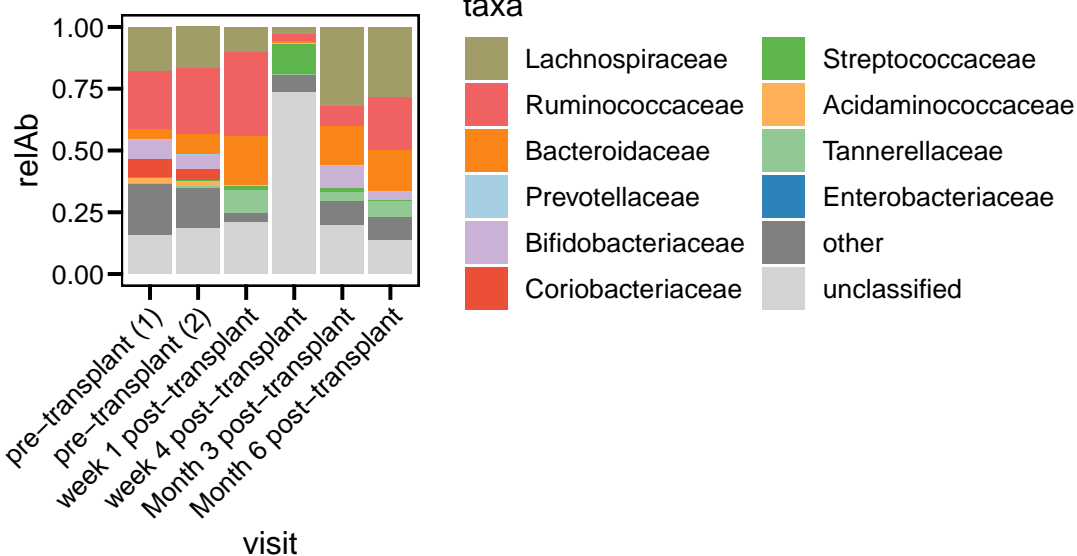 taxa
1.00
0.75
0.50
0.25
0.00
relAb
pre−transplant (1)
pre−transplant (2)
week 1 post−transplant
week 4 post−transplant
Month 3 post−transplant
Month 6 post−transplant
visit
Lachnospiraceae
Ruminococcaceae
Bacteroidaceae
Prevotellaceae
Bifidobacteriaceae
Coriobacteriaceae
Streptococcaceae
Acidaminococcaceae
Tannerellaceae
Enterobacteriaceae
other
unclassified